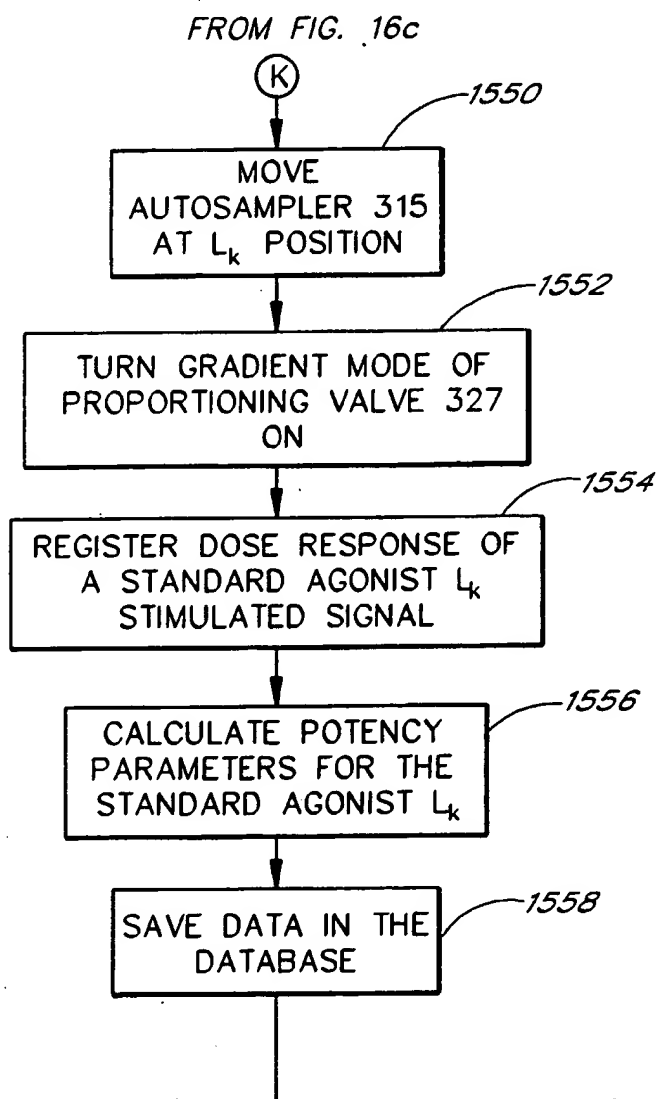 FROM FIG. 16c
K
1550
MOVE
AUTOSAMPLER 315
AT Lk POSITION
1552
TURN GRADIENT MODE OF
PROPORTIONING VALVE 327
ON
1554
REGISTER DOSE RESPONSE OF
A STANDARD AGONIST Lk
STIMULATED SIGNAL
1556
CALCULATE POTENCY
PARAMETERS FOR THE
STANDARD AGONIST Lk
1558
SAVE DATA IN THE
DATABASE